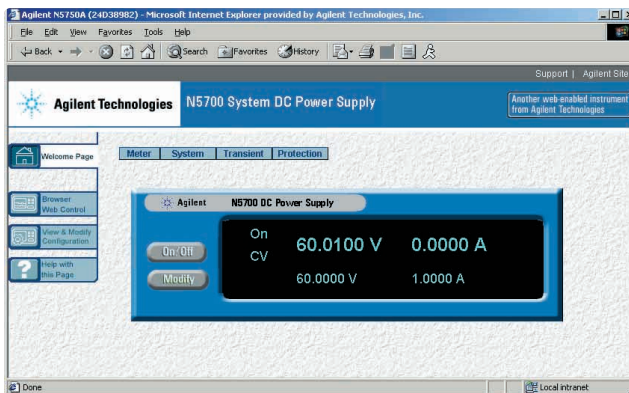 Agilent N5750A (24D38982) - Microsoft Internet Explorer provided by Agilent Technologies, Inc.
File Edit View Favorites Tools Help
Back Search Favorites History
Support | Agilent Site
Agilent Technologies
N5700 System DC Power Supply
Another web-enabled instrument
from Agilent Technologies
Welcome Page
Meter System Transient Protection
Browser
Web Control
View & Modify
Configuration
Help with
this Page
Agilent N5700 DC Power Supply
On/Off
Modify
On
CV
60.0100 V 0.0000 A
60.0000 V 1.0000 A
Done
Local intranet